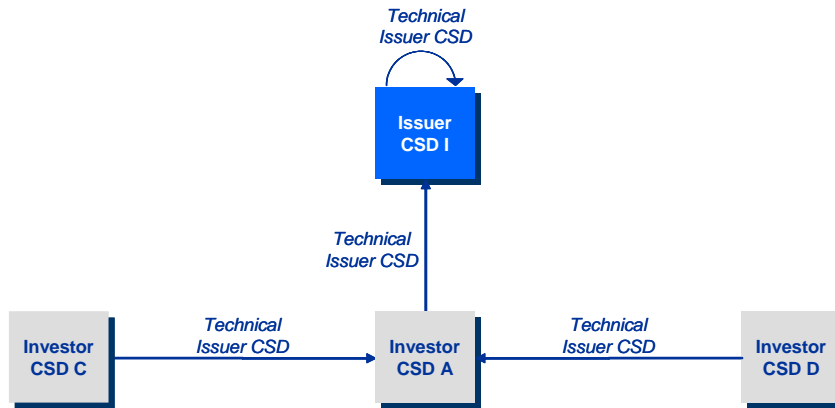 Technical
Issuer CSD
Issuer
CSD I
Technical
Issuer CSD
Technical
Issuer CSD
Technical
Issuer CSD
Investor
CSD C
Investor
CSD A
Investor
CSD D